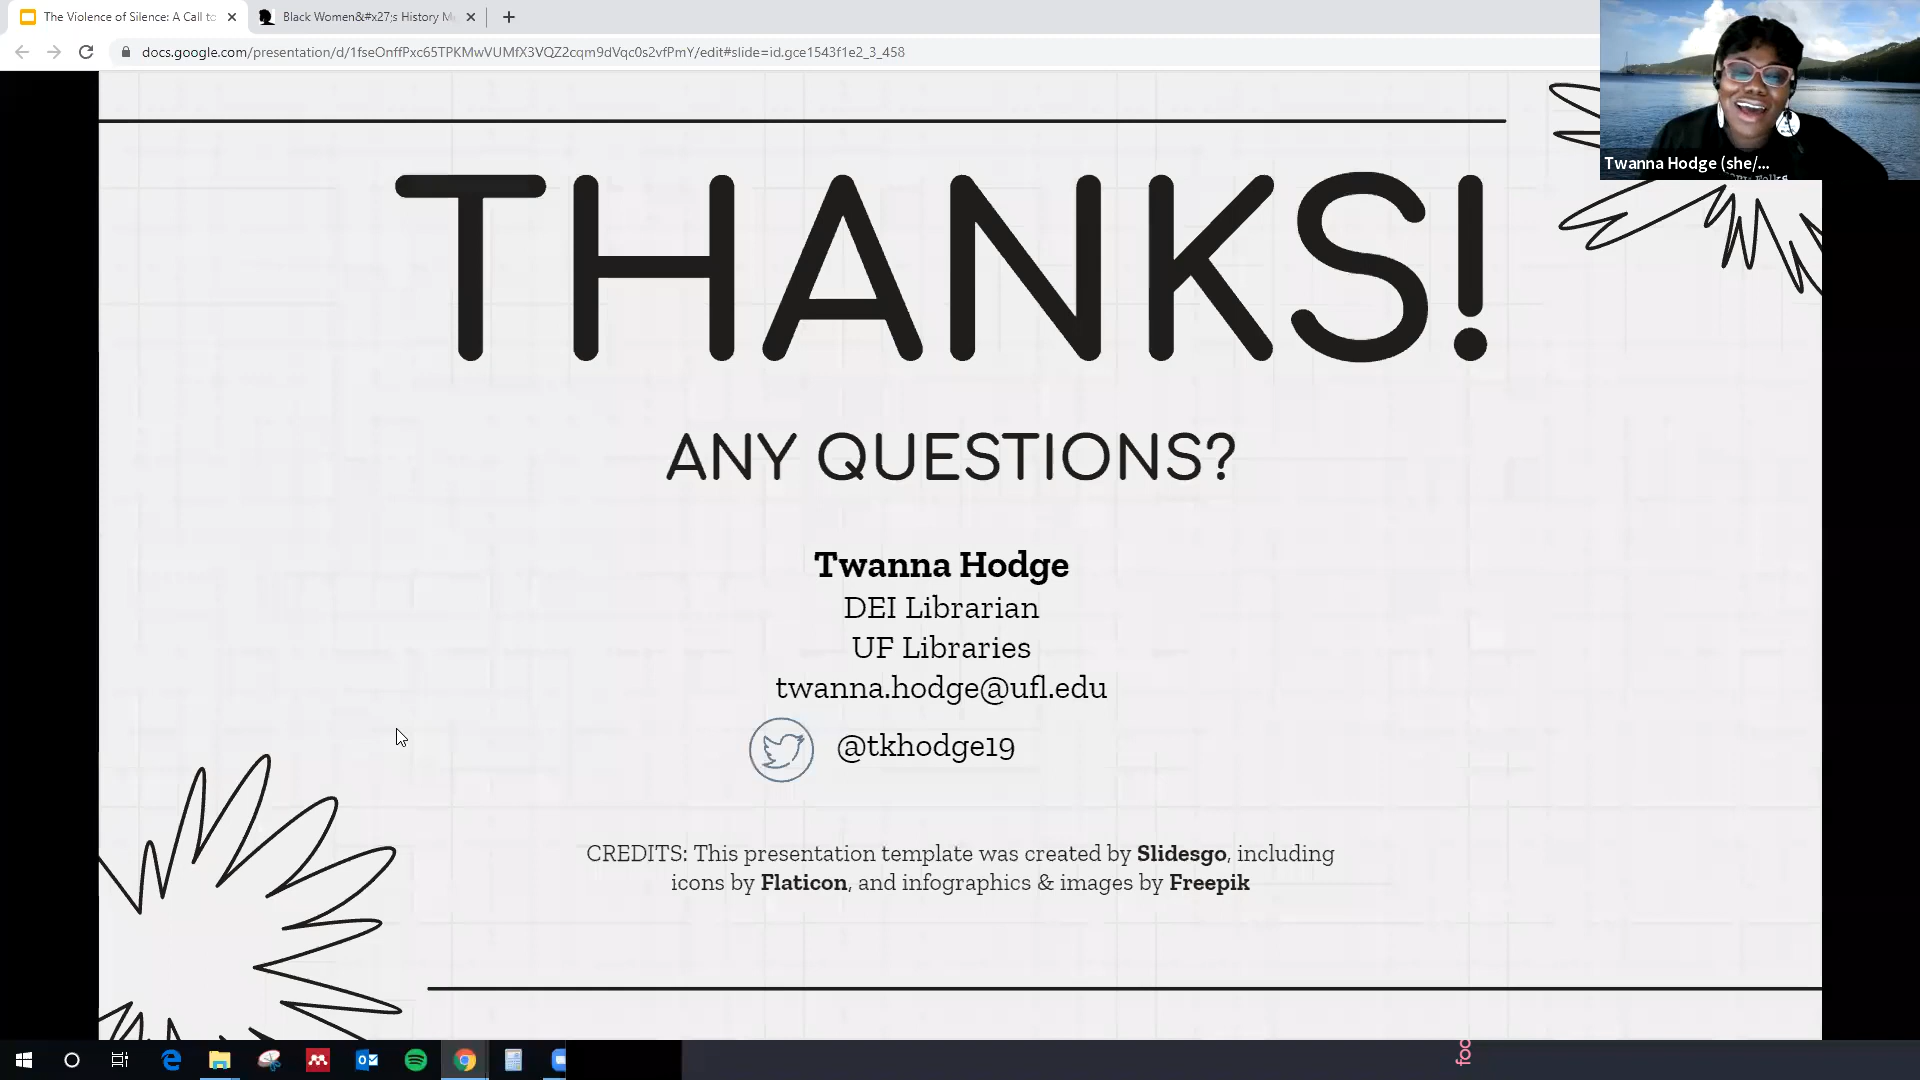 The Violence of Silence: A Call to
Black Women&#x27;s History M
docs.google.com/presentation/d/1fseOnffPxc65TPKMwVUMfX3VQZ2cqm9dVqc0s2vfPmY/edit#slide=id.gce1543f1e2_3_458
Twanna Hodge (she/...
THANKS!
ANY QUESTIONS?
Twanna Hodge
DEI Librarian
UF Libraries
twanna.hodge@ufl.edu
@tkhodge19
CREDITS: This presentation template was created by Slidesgo, including
icons by Flaticon, and infographics & images by Freepik
foc